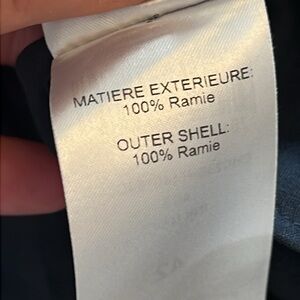 MATIERE EXTERIEURE:
100% Ramie
OUTER SHELL:
100% Ramie